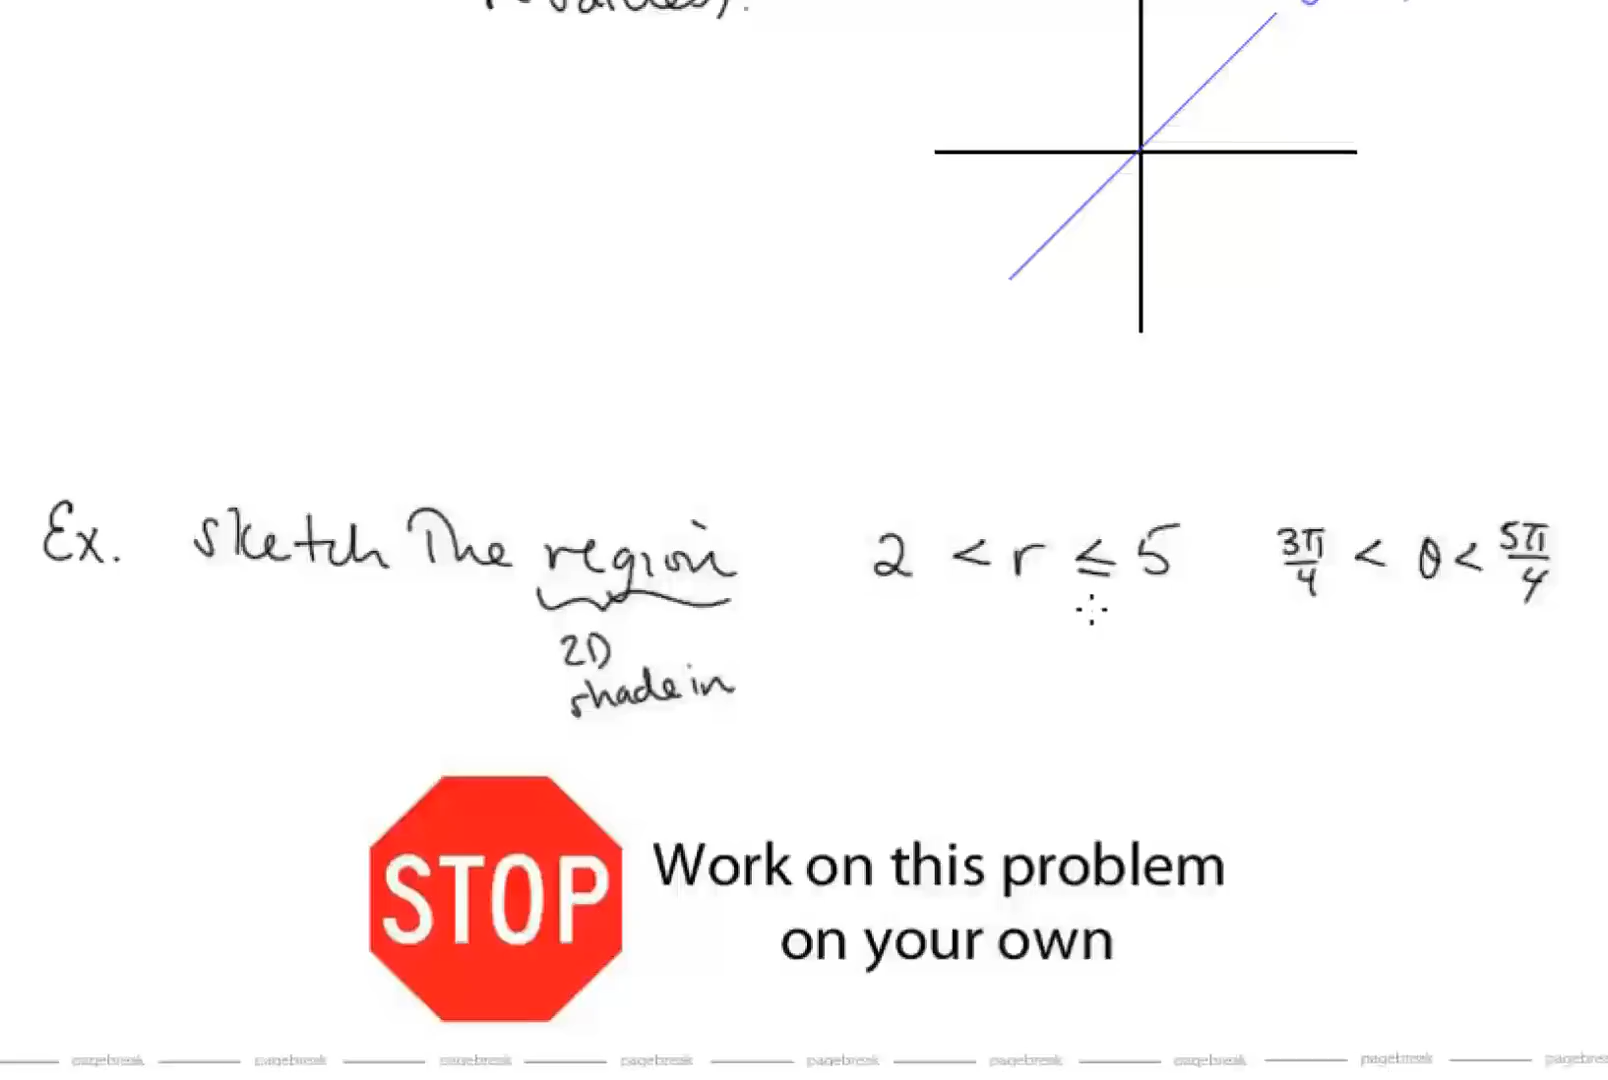 Ex. sketch The region 2 < r ≤ 5 3π/4 < θ < 5π/4
2D
shade in
STOP
Work on this problem
on your own
pagebreak pagebreak pagebreak pagebreak pagebreak pagebreak pagebreak pagebreak